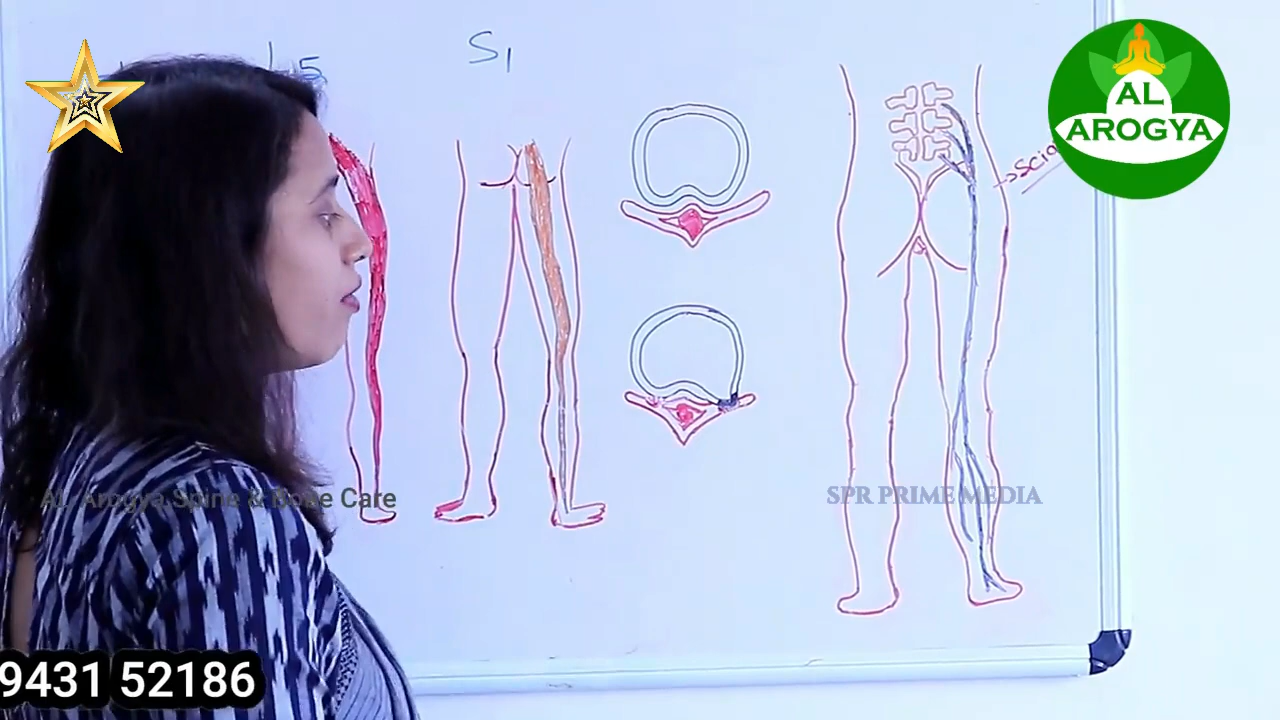 L5
S1
AL
AROGYA
AL Arogya Spine & Bone Care
SPR PRIME MEDIA
9431 52186